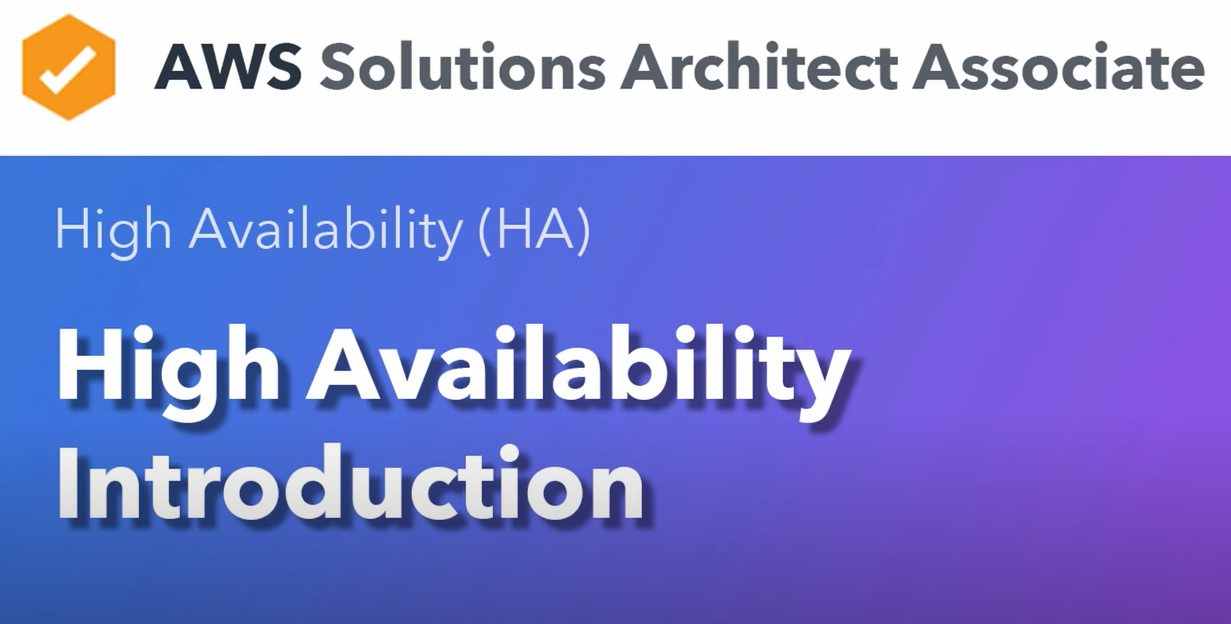 AWS Solutions Architect Associate
High Availability (HA)
High Availability
Introduction